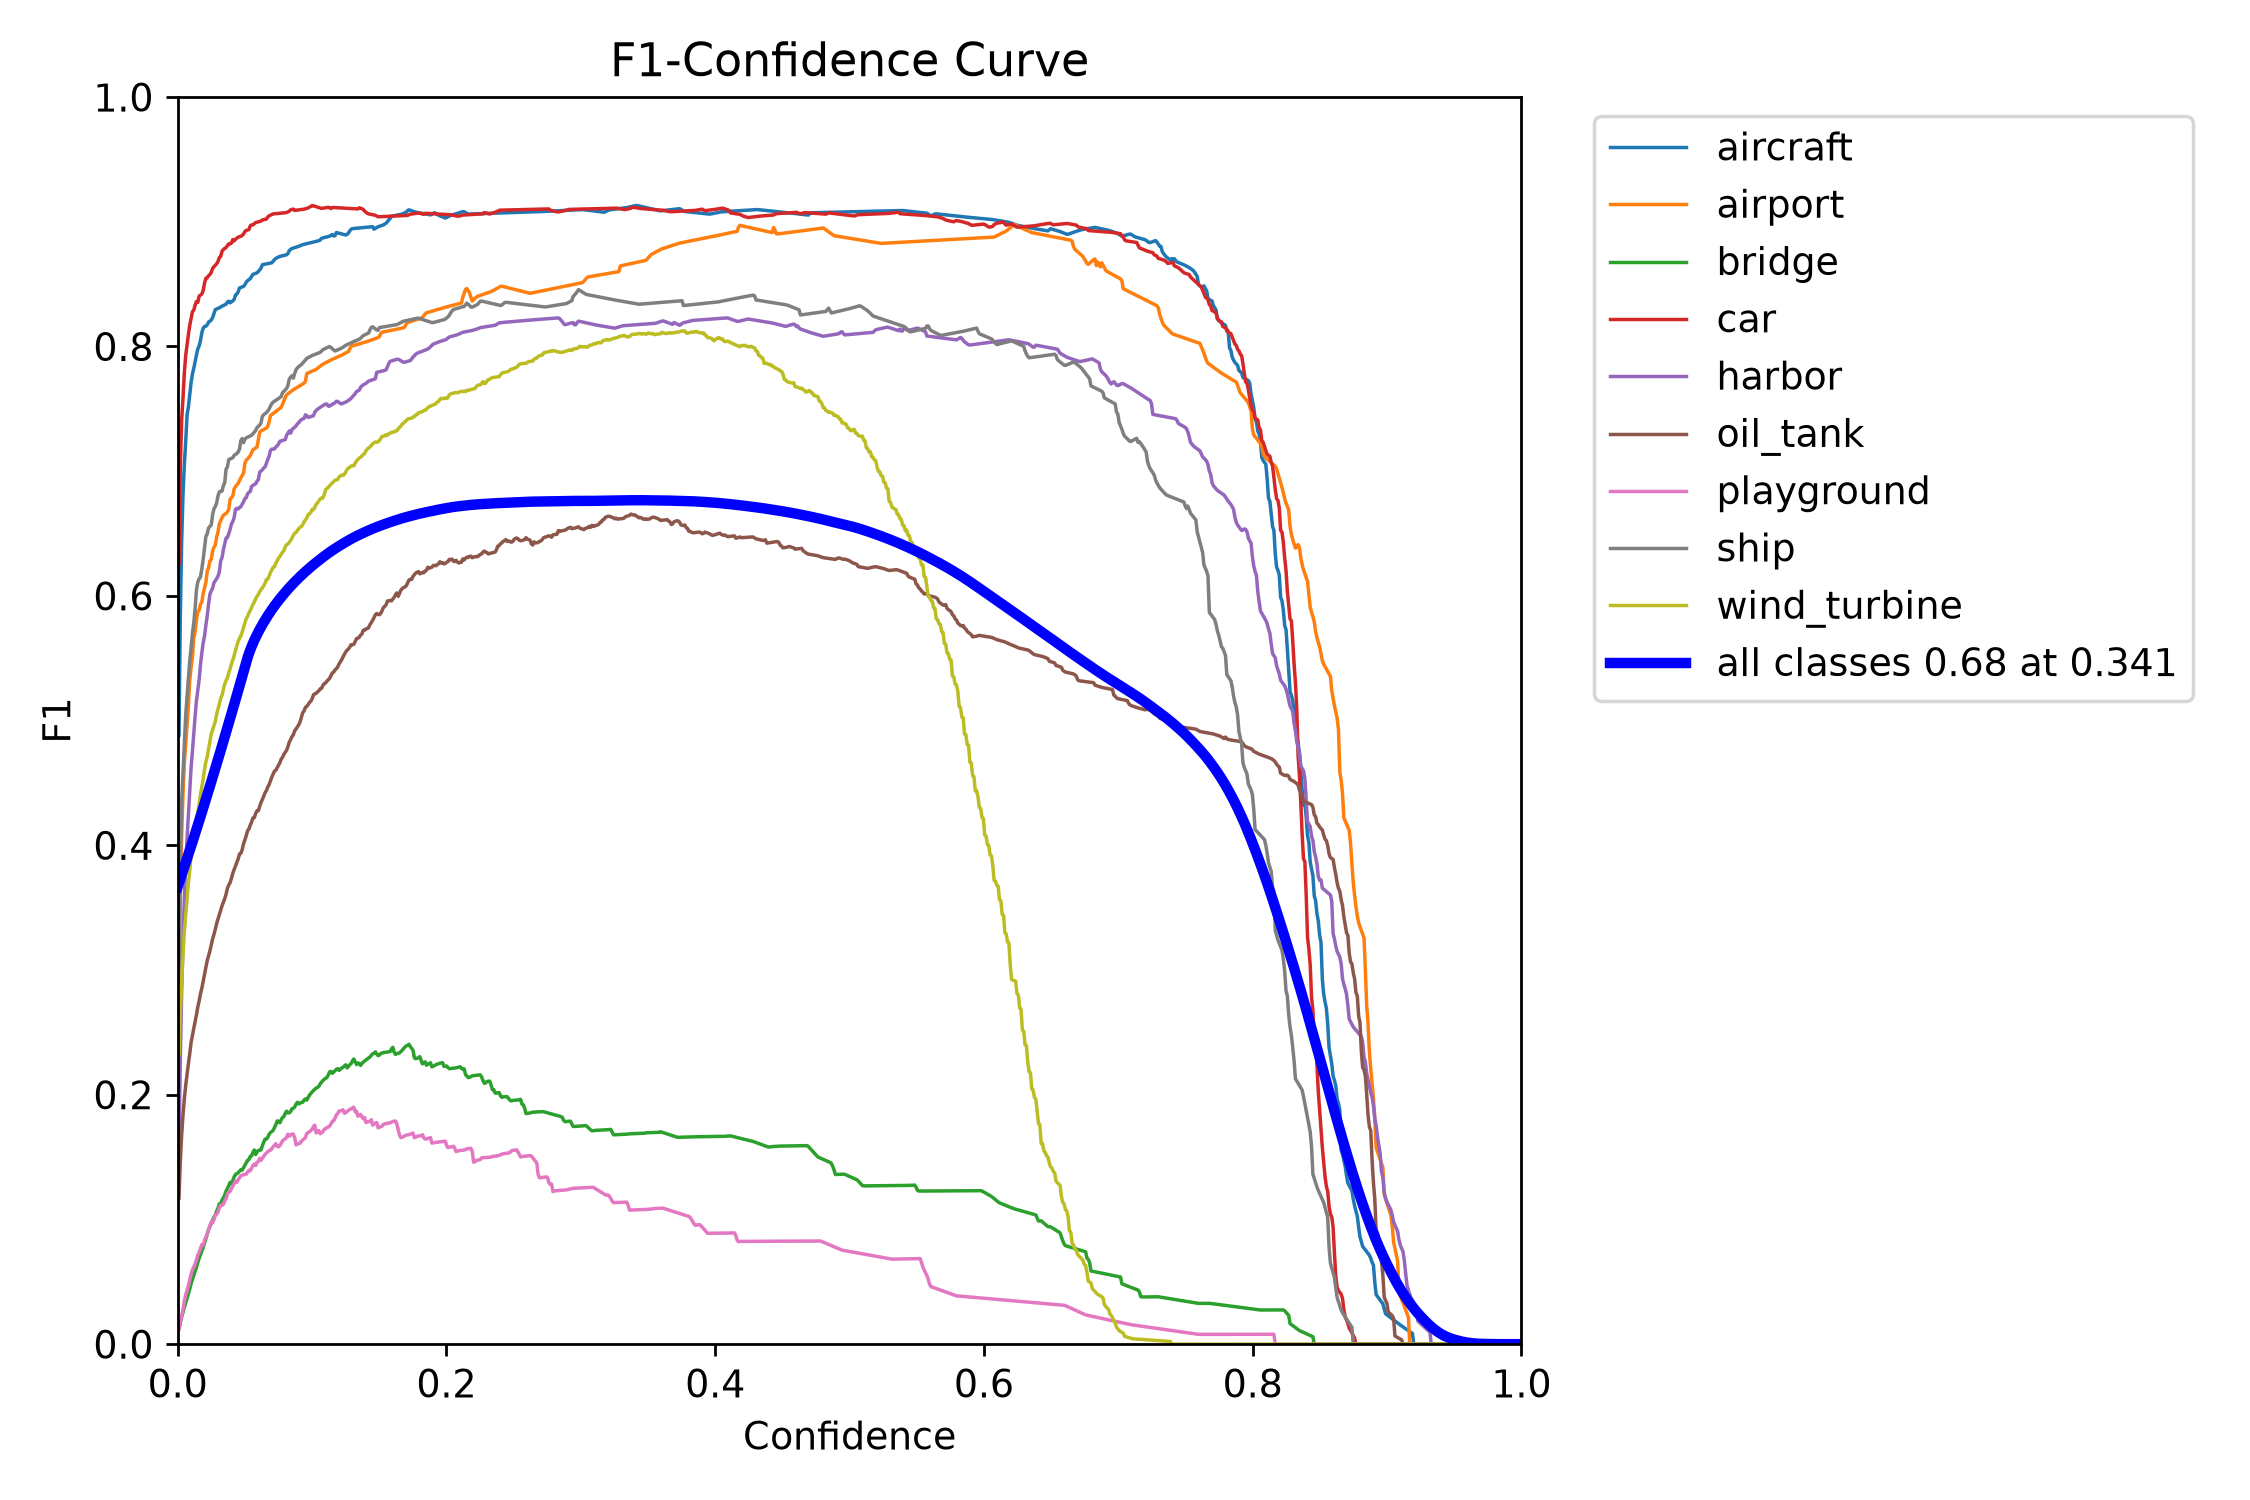 F1-Confidence Curve
1.0
0.8
0.6
0.4
0.2
0.0
F1
0.0 0.2 0.4 0.6 0.8 1.0
Confidence
aircraft
airport
bridge
car
harbor
oil_tank
playground
ship
wind_turbine
all classes 0.68 at 0.341